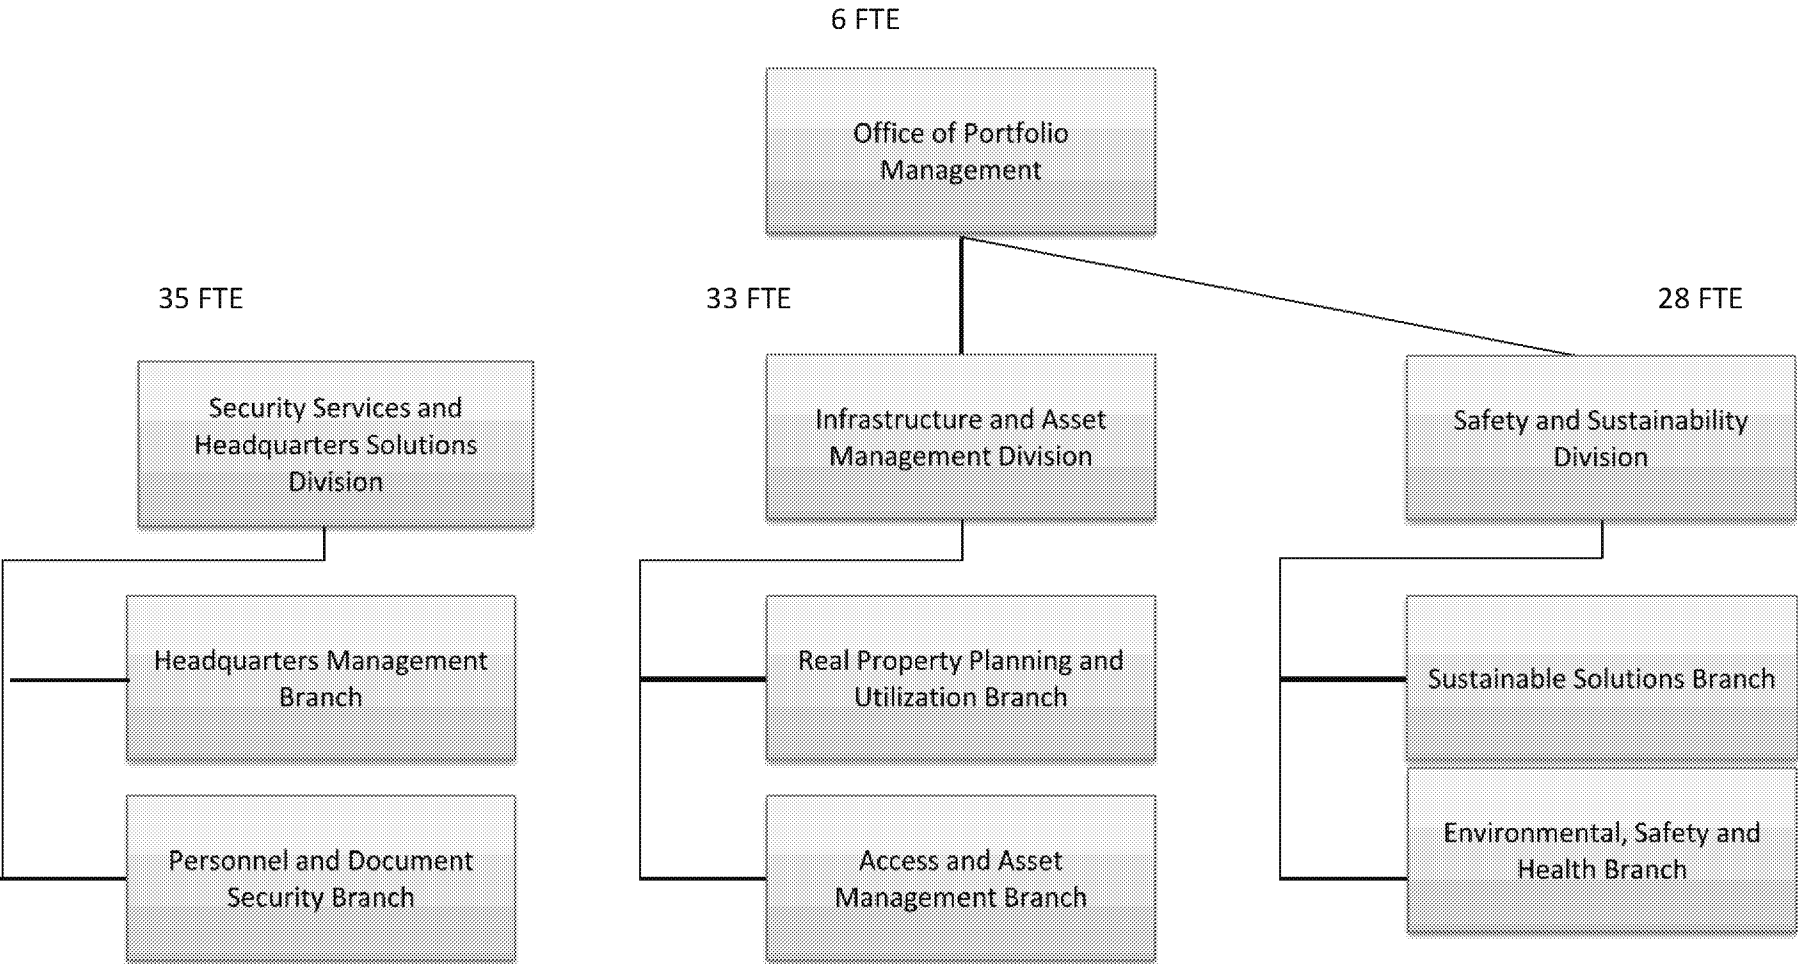 6 FTE
Office of Portfolio
Management
35 FTE
33 FTE
28 FTE
Security Services and
Headquarters Solutions
Division
Infrastructure and Asset
Management Division
Safety and Sustainability
Division
Headquarters Management
Branch
Real Property Planning and
Utilization Branch
Sustainable Solutions Branch
Personnel and Document
Security Branch
Access and Asset
Management Branch
Environmental, Safety and
Health Branch